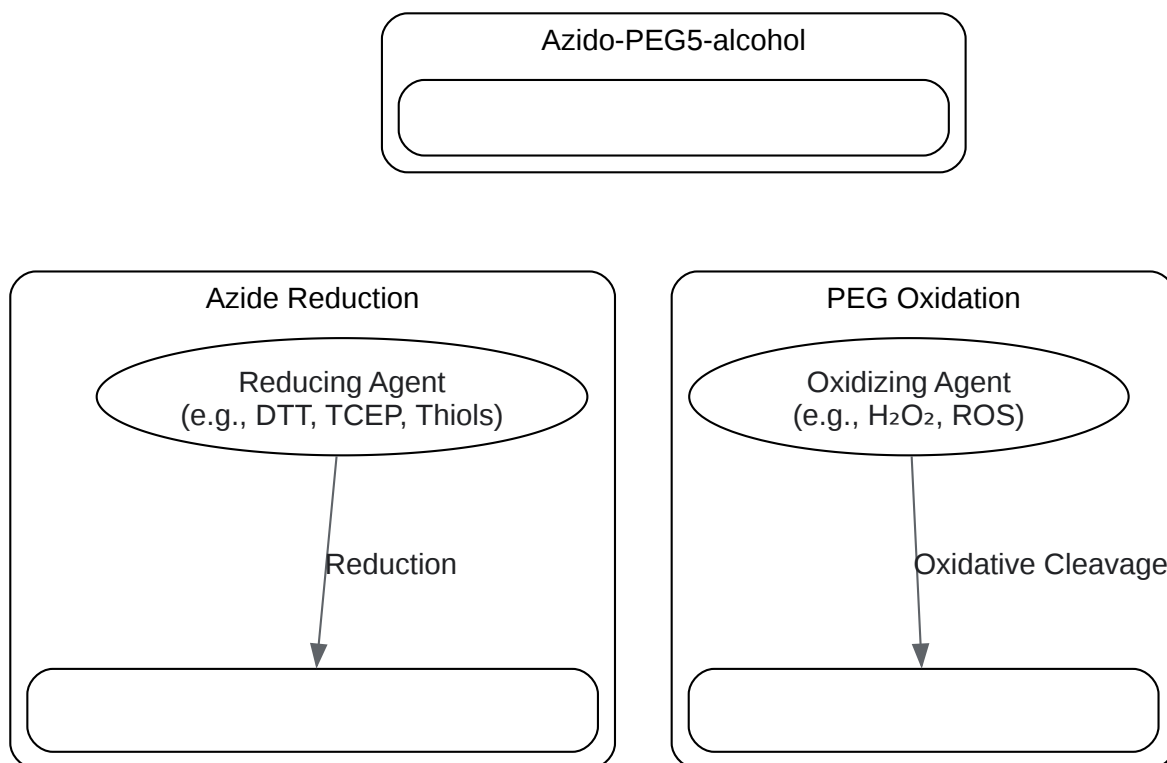 Azido-PEG5-alcohol
Azide Reduction
Reducing Agent
(e.g., DTT, TCEP, Thiols)
Reduction
PEG Oxidation
Oxidizing Agent
(e.g., H₂O₂, ROS)
Oxidative Cleavage